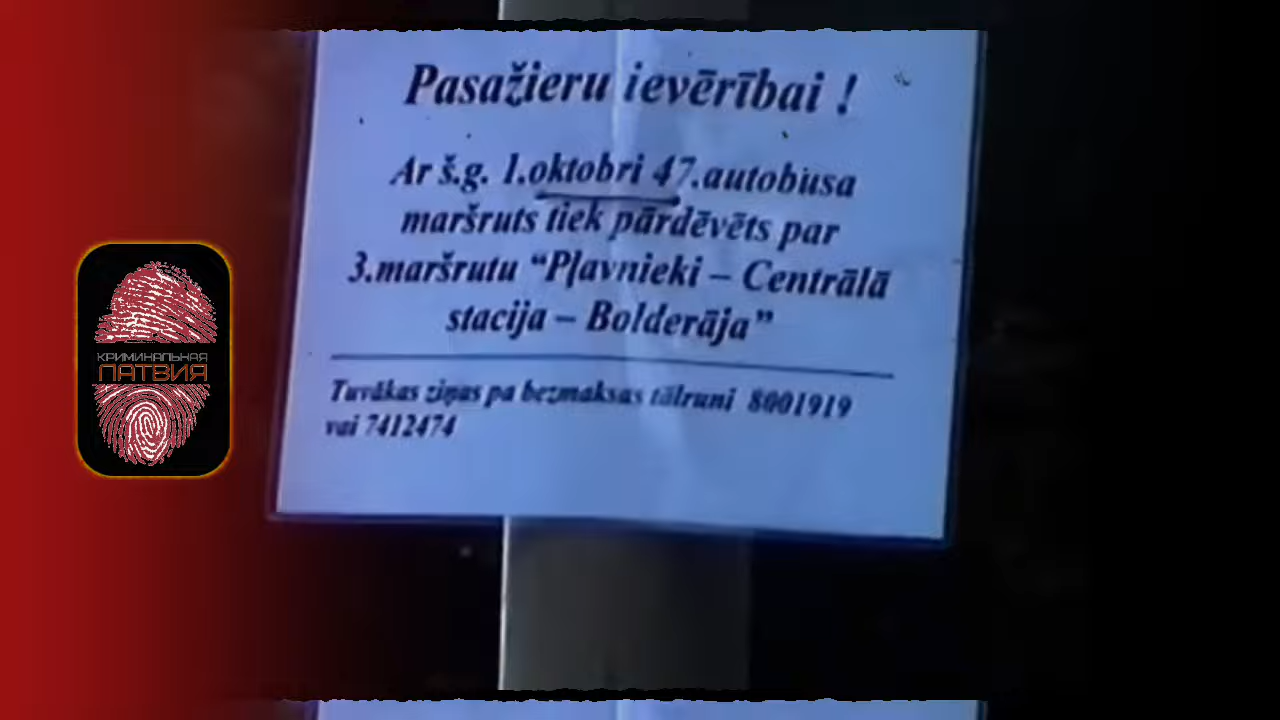 Pasažieru ievērībai !
Ar š.g. 1.oktobri 47.autobusa
maršruts tiek pārdēvēts par
3.maršrutu “Pļavnieki – Centrālā
stacija – Bolderāja”
Tuvākas ziņas pa bezmaksas tālruni 8001919
vai 7412474
КРИМИНАЛЬНАЯ
ЛАТВИЯ